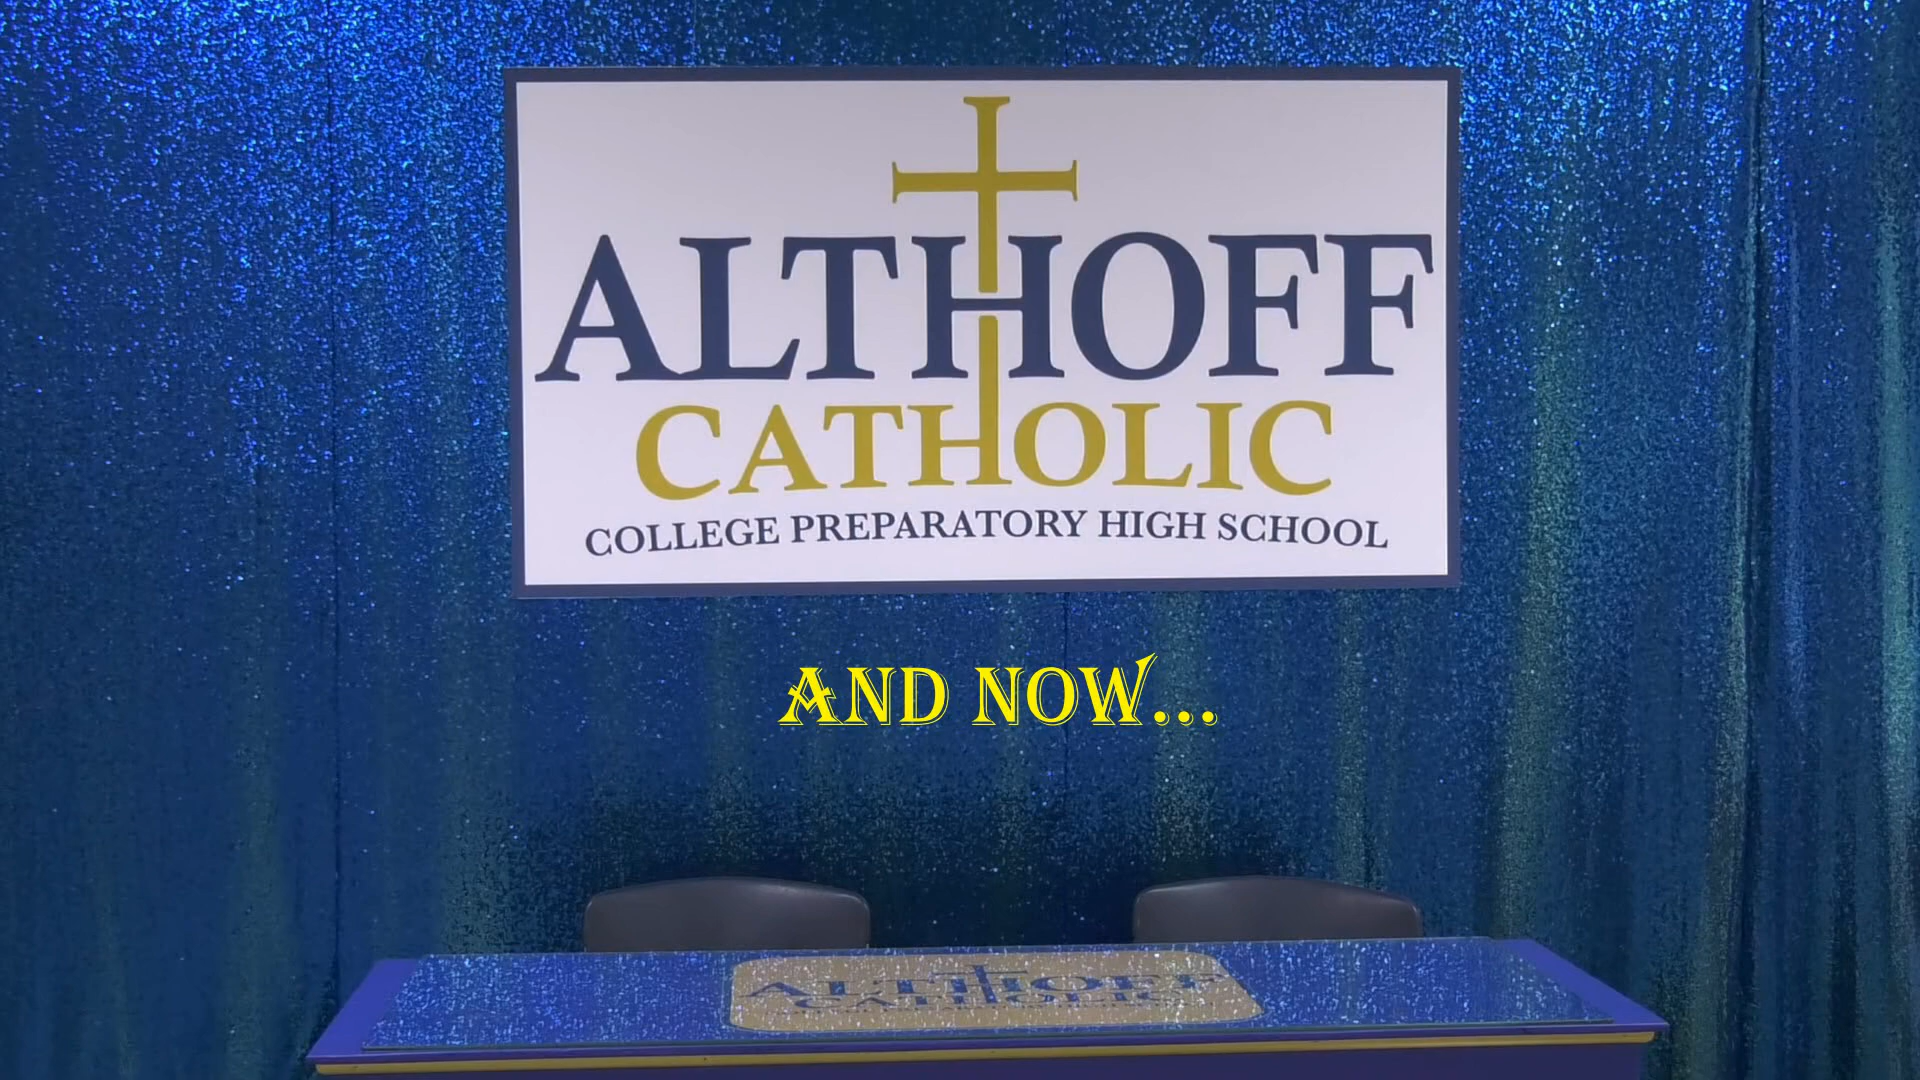 ALTHOFF
CATHOLIC
COLLEGE PREPARATORY HIGH SCHOOL
AND NOW...
ALTHOFF
CATHOLIC